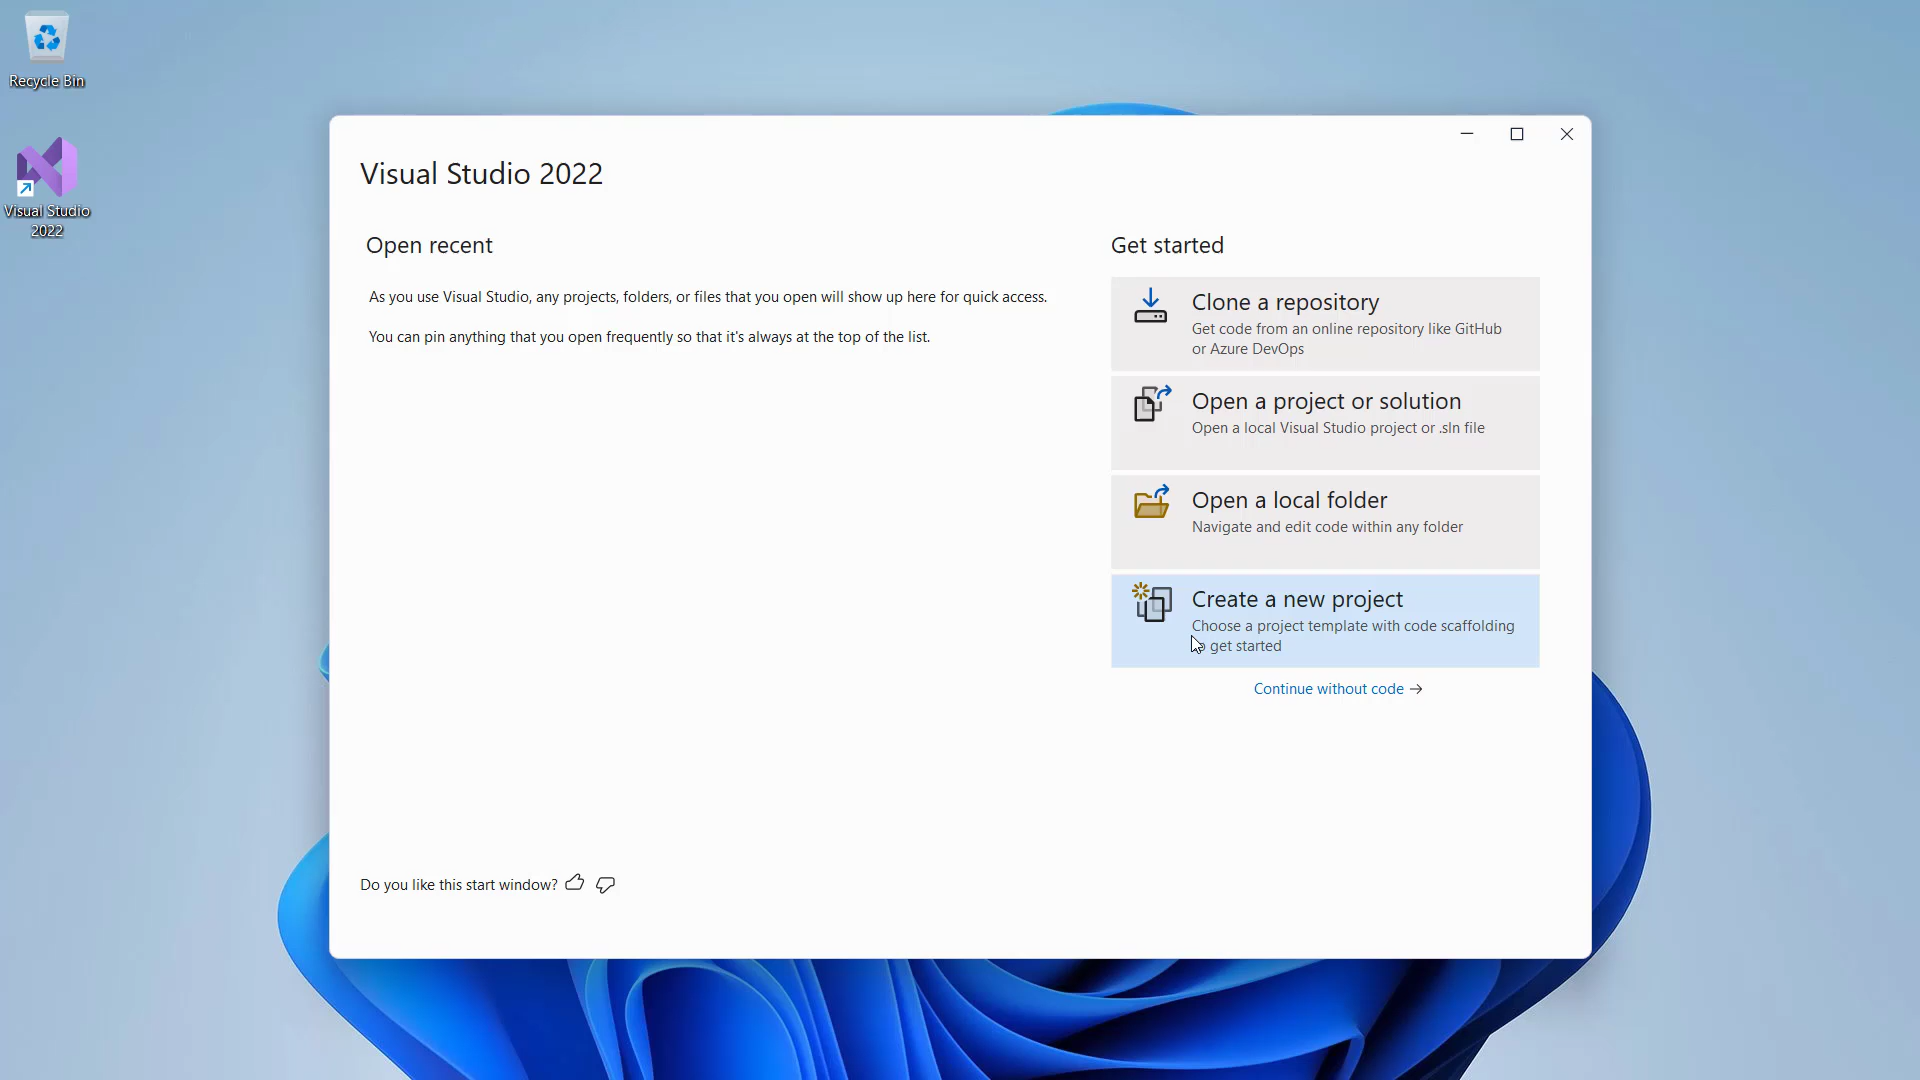 Recycle Bin
Visual Studio
2022
Visual Studio 2022
Open recent
As you use Visual Studio, any projects, folders, or files that you open will show up here for quick access.
You can pin anything that you open frequently so that it's always at the top of the list.
Get started
Clone a repository
Get code from an online repository like GitHub
or Azure DevOps
Open a project or solution
Open a local Visual Studio project or .sln file
Open a local folder
Navigate and edit code within any folder
Create a new project
Choose a project template with code scaffolding
get started
Continue without code →
Do you like this start window?